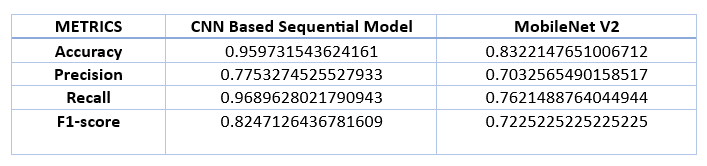 METRICS CNN Based Sequential Model MobileNet V2
Accuracy 0.959731543624161 0.8322147651006712
Precision 0.7753274525527933 0.7032565490158517
Recall 0.9689628021790943 0.7621488764044944
F1-score 0.8247126436781609 0.7225225225225225